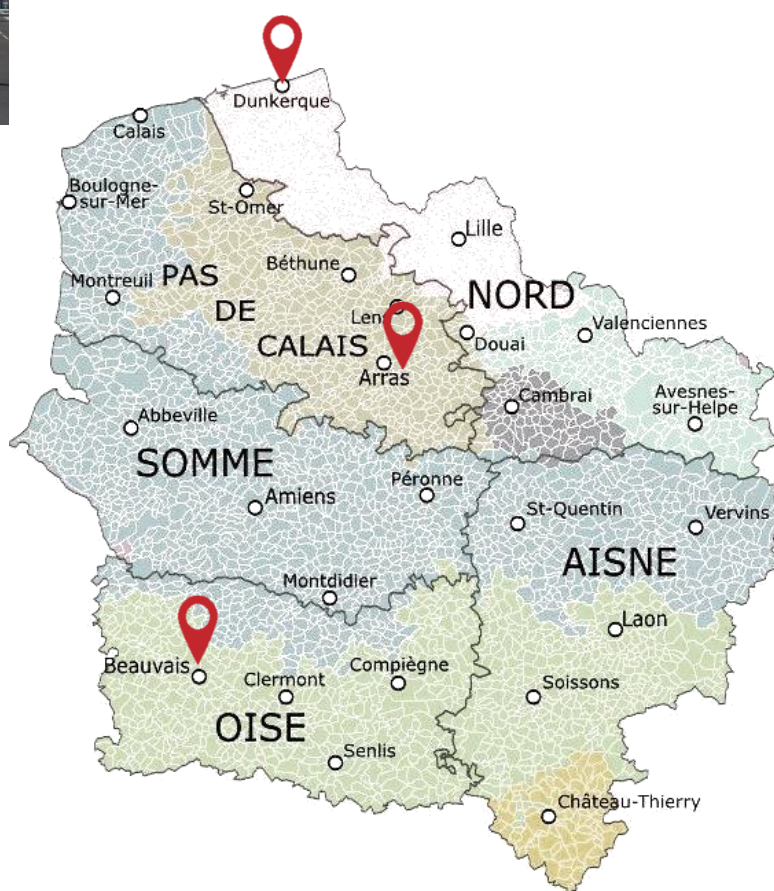 Dunkerque
Calais
Boulogne-
sur-Mer
St-Omer
Lille
Béthune
Montreuil
PAS
DE
CALAIS
NORD
Lens
Douai
Valenciennes
Arras
Cambrai
Avesnes-
sur-Helpe
Abbeville
SOMME
Amiens
Péronne
St-Quentin
Vervins
AISNE
Montdidier
Laon
Beauvais
Clermont
Compiègne
Soissons
OISE
Senlis
Château-Thierry